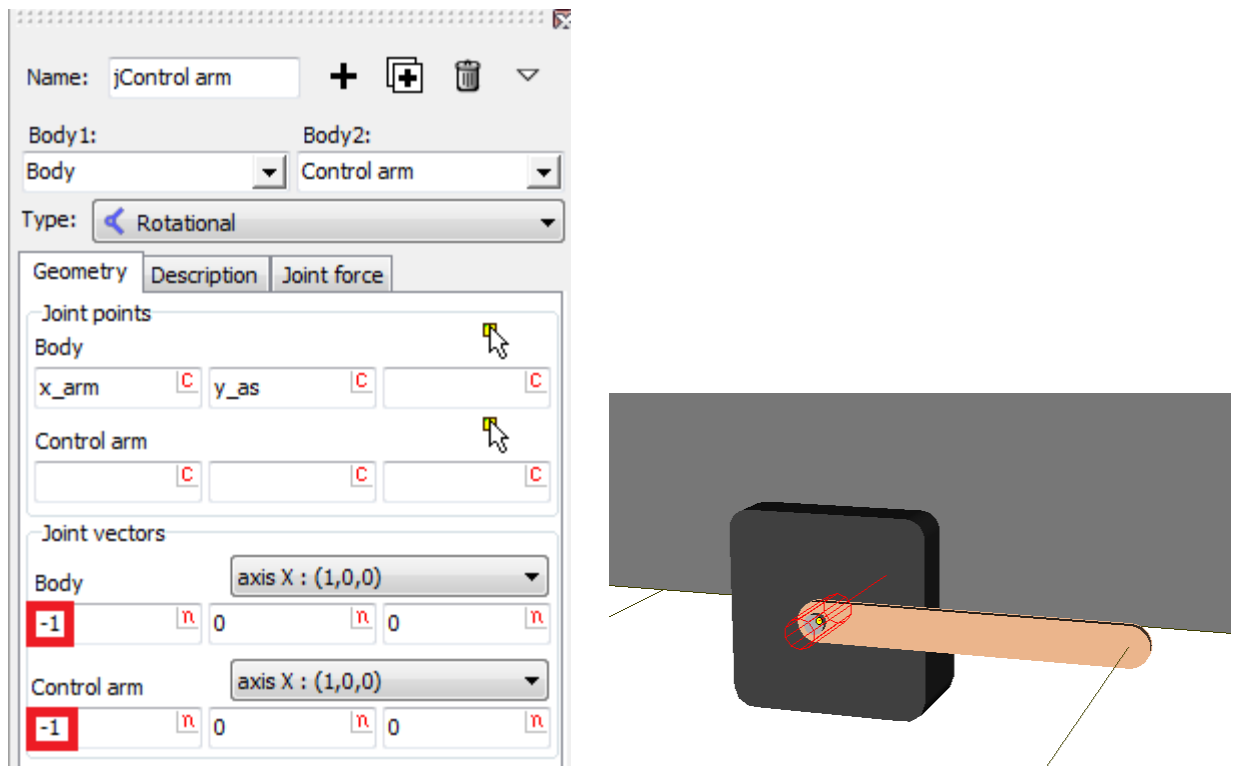 Name: jControl arm
Body1: Body2:
Body Control arm
Type: Rotational
Geometry Description Joint force
Joint points
Body
x_arm C y_as C C
Control arm
C C C
Joint vectors
Body axis X : (1,0,0)
-1 n 0 n 0 n
Control arm axis X : (1,0,0)
-1 n 0 n 0 n